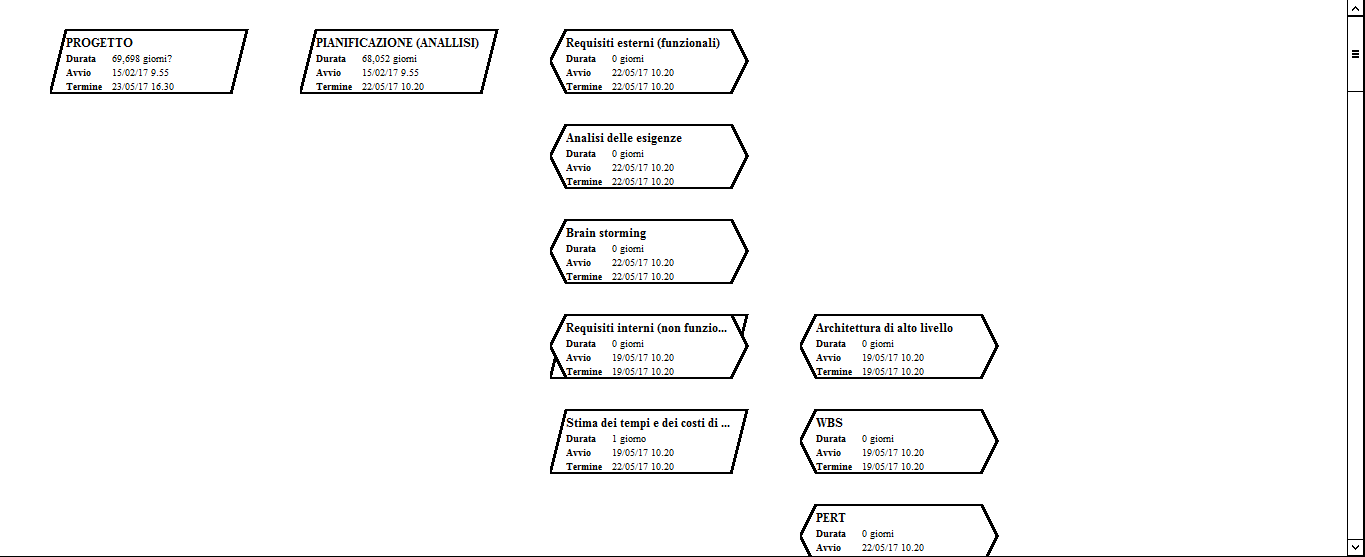 PROGETTO
Durata 69,698 giorni?
Avvio 15/02/17 9.55
Termine 23/05/17 16.30
PIANIFICAZIONE (ANALLISI)
Durata 68,052 giorni
Avvio 15/02/17 9.55
Termine 22/05/17 10.20
Requisiti esterni (funzionali)
Durata 0 giorni
Avvio 22/05/17 10.20
Termine 22/05/17 10.20
Analisi delle esigenze
Durata 0 giorni
Avvio 22/05/17 10.20
Termine 22/05/17 10.20
Brain storming
Durata 0 giorni
Avvio 22/05/17 10.20
Termine 22/05/17 10.20
Requisiti interni (non funzio...
Durata 0 giorni
Avvio 19/05/17 10.20
Termine 19/05/17 10.20
Architettura di alto livello
Durata 0 giorni
Avvio 19/05/17 10.20
Termine 19/05/17 10.20
Stima dei tempi e dei costi di ...
Durata 1 giorno
Avvio 19/05/17 10.20
Termine 22/05/17 10.20
WBS
Durata 0 giorni
Avvio 19/05/17 10.20
Termine 19/05/17 10.20
PERT
Durata 0 giorni
Avvio 22/05/17 10.20